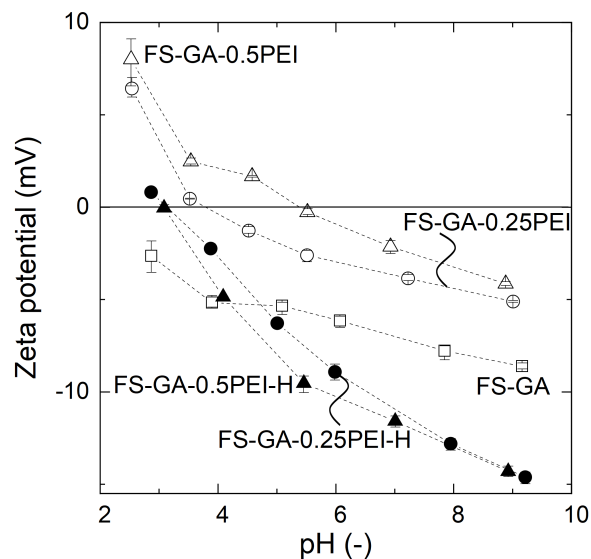 10
FS-GA-0.5PEI
0
FS-GA-0.25PEI
Zeta potential (mV)
-10
FS-GA-0.5PEI-H
FS-GA
FS-GA-0.25PEI-H
2 4 6 8 10
pH (-)